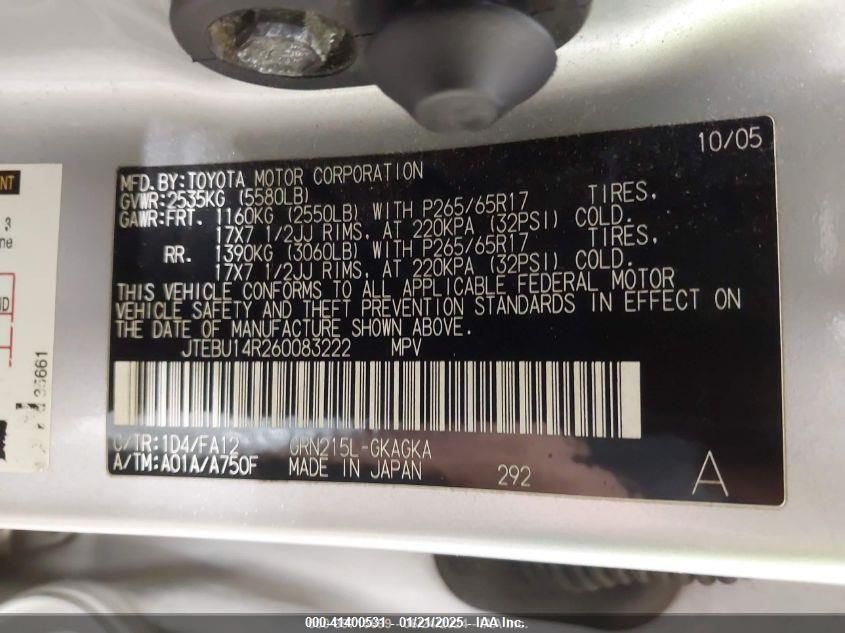 10/05
MFD.BY:TOYOTA MOTOR CORPORATION
GVWR:2535KG (5580LB)
GAWR:FRT. 1160KG (2550LB) WITH P265/65R17 TIRES,
17X7 1/2JJ RIMS, AT 220KPA (32PSI) COLD.
RR. 1390KG (3060LB) WITH P265/65R17 TIRES,
17X7 1/2JJ RIMS, AT 220KPA (32PSI) COLD.
THIS VEHICLE CONFORMS TO ALL APPLICABLE FEDERAL MOTOR
VEHICLE SAFETY AND THEFT PREVENTION STANDARDS IN EFFECT ON
THE DATE OF MANUFACTURE SHOWN ABOVE.
JTEBU14R260083222 MPV
C/TR:1D4/FA12 GRN215L-GKAGKA
A/TM:A01A/A750F MADE IN JAPAN 292 A
000-41400531 - 01/21/2025 - IAA Inc.